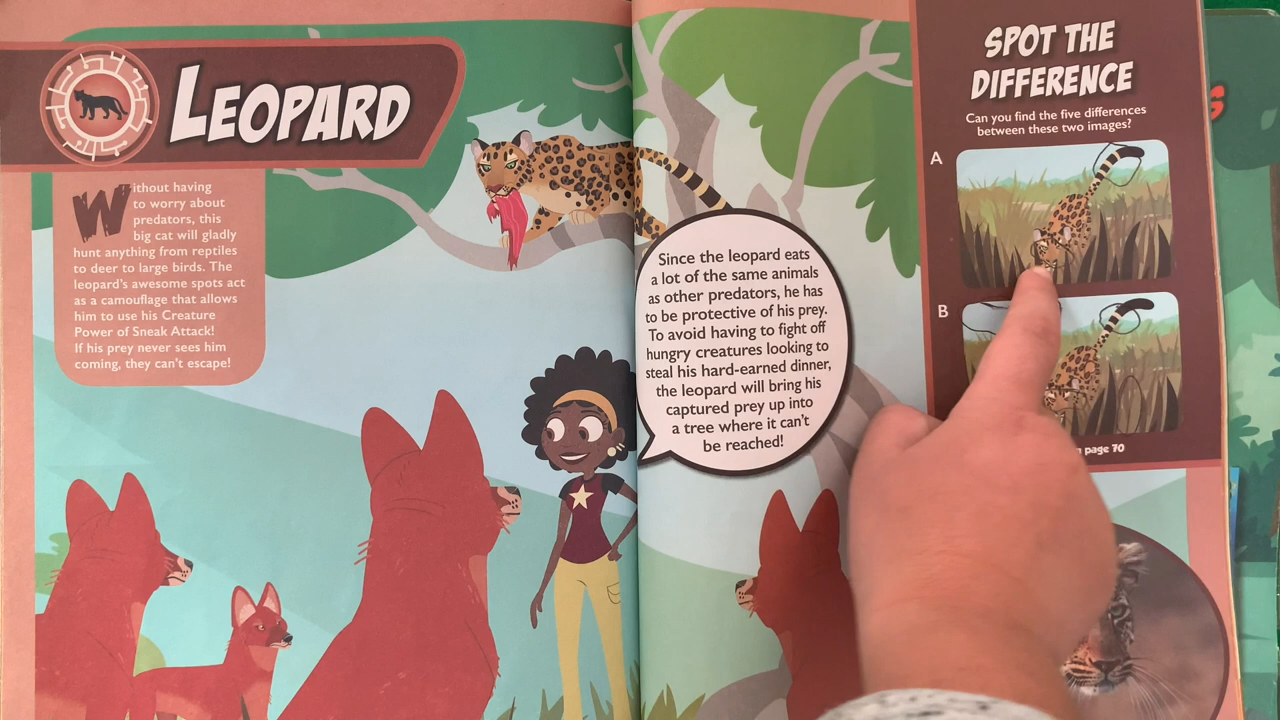 LEOPARD
Without having
to worry about
predators, this
big cat will gladly
hunt anything from reptiles
to deer to large birds. The
leopard's awesome spots act
as a camouflage that allows
him to use his Creature
Power of Sneak Attack!
If his prey never sees him
coming, they can't escape!
Since the leopard eats
a lot of the same animals
as other predators, he has
to be protective of his prey.
To avoid having to fight off
hungry creatures looking to
steal his hard-earned dinner,
the leopard will bring his
captured prey up into
a tree where it can't
be reached!
SPOT THE
DIFFERENCE
Can you find the five differences
between these two images?
A
B
page 70